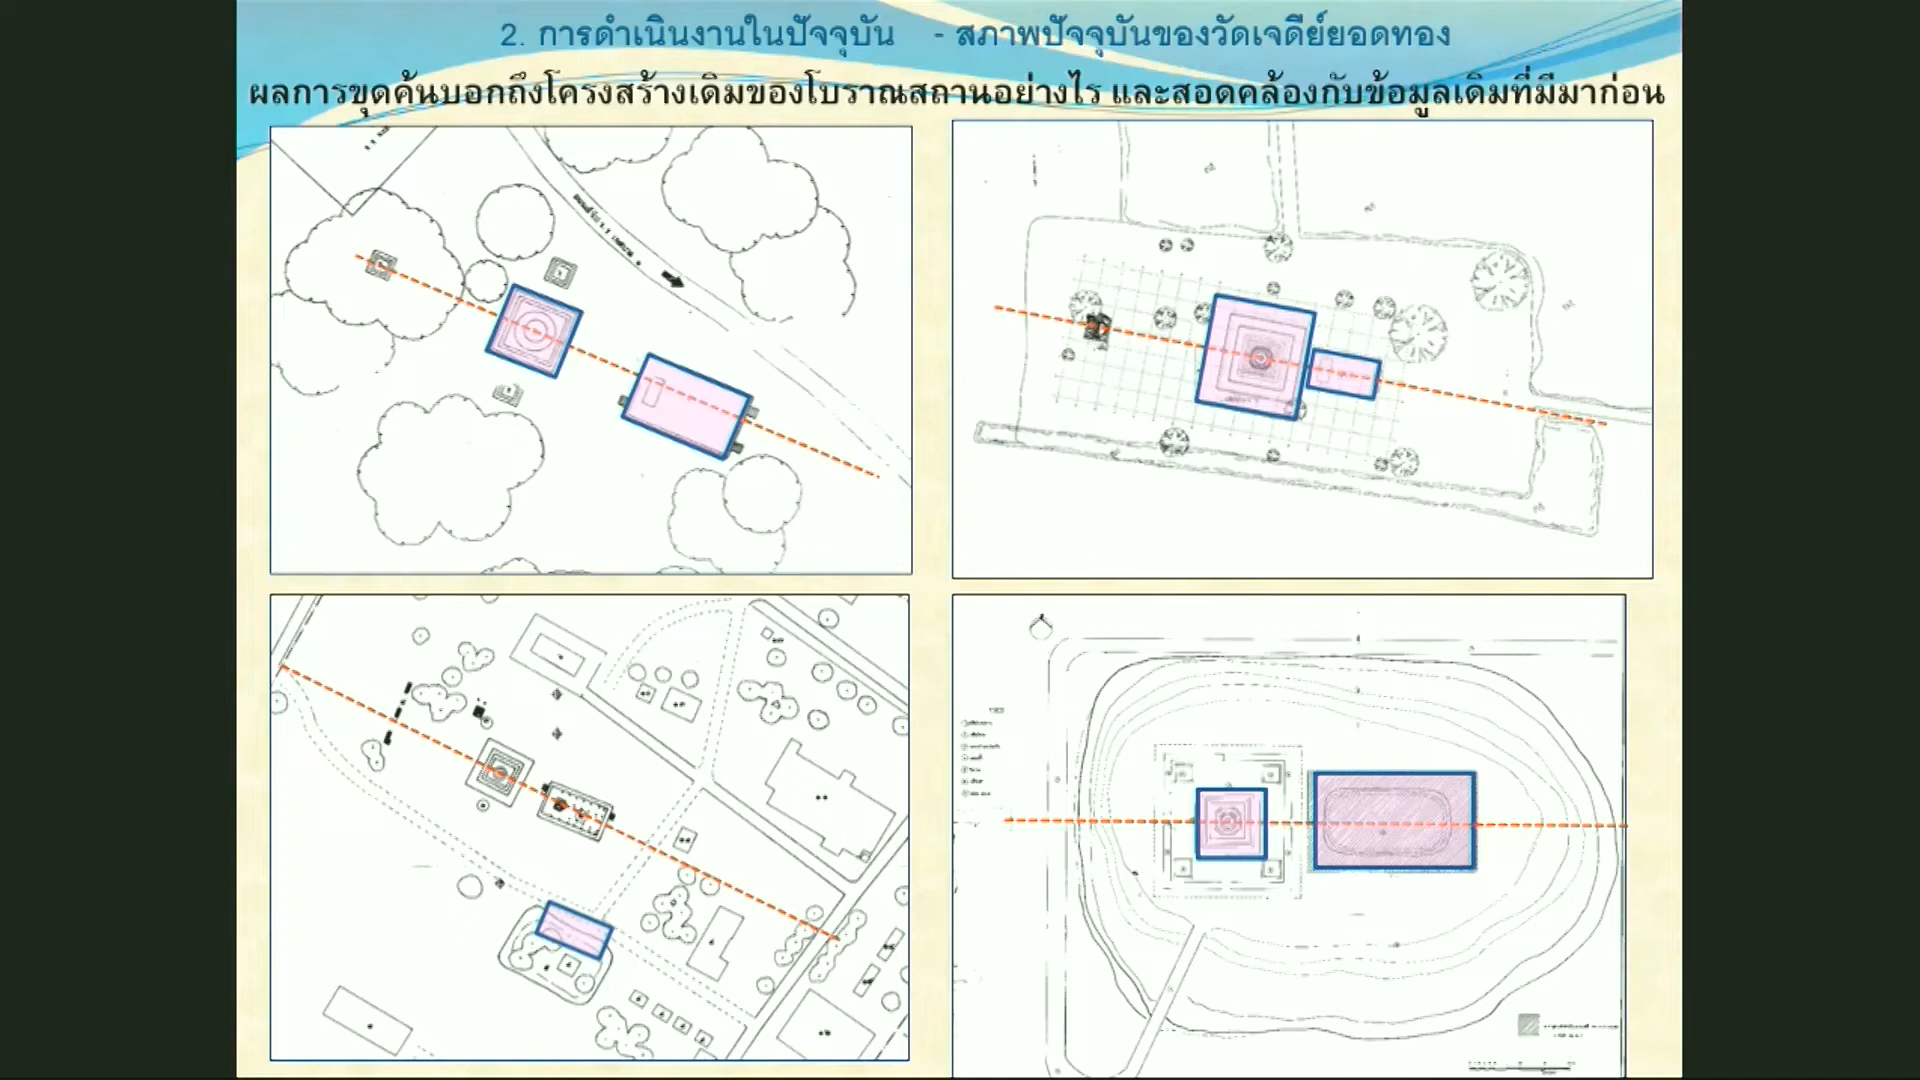 2. การดำเนินงานในปัจจุบัน - สภาพปัจจุบันของวัดเจดีย์ยอดทอง
ผลการขุดค้นบอกถึงโครงสร้างเดิมของโบราณสถานอย่างไร และสอดคล้องกับข้อมูลเดิมที่มีมาก่อน